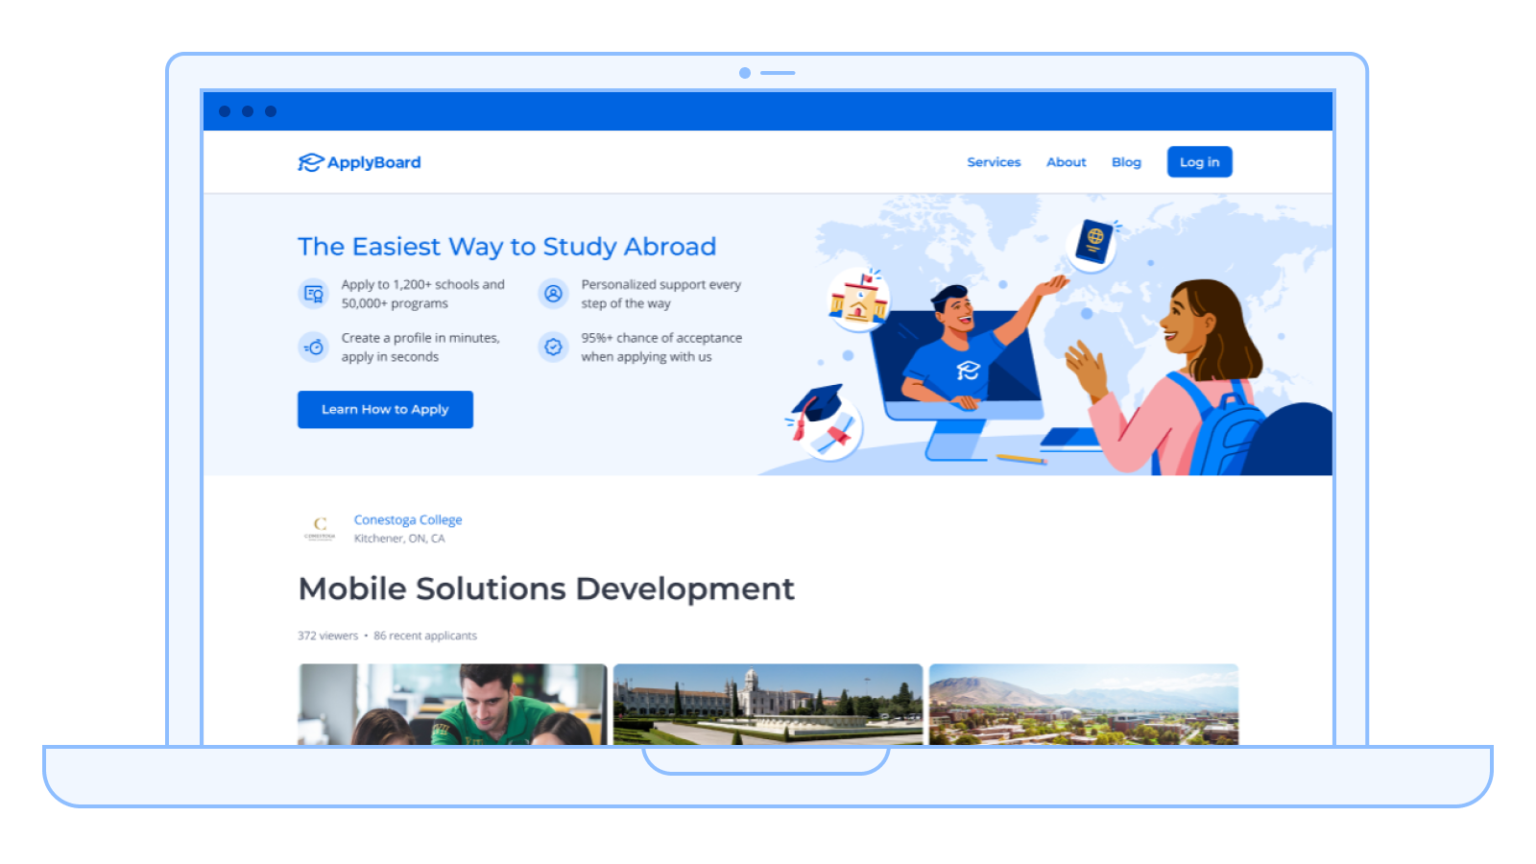 ApplyBoard
Services
About
Blog
Log in
The Easiest Way to Study Abroad
Apply to 1,200+ schools and
50,000+ programs
Personalized support every
step of the way
Create a profile in minutes,
apply in seconds
95%+ chance of acceptance
when applying with us
Learn How to Apply
C
CONESTOGA
Conestoga College
Kitchener, ON, CA
Mobile Solutions Development
372 viewers • 86 recent applicants